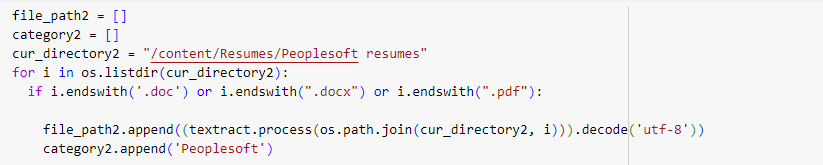 file_path2 = []
category2 = []
cur_directory2 = "/content/Resumes/Peoplesoft resumes"
for i in os.listdir(cur_directory2):
  if i.endswith('.doc') or i.endswith(".docx") or i.endswith(".pdf"):
    file_path2.append((textract.process(os.path.join(cur_directory2, i))).decode('utf-8'))
    category2.append('Peoplesoft')